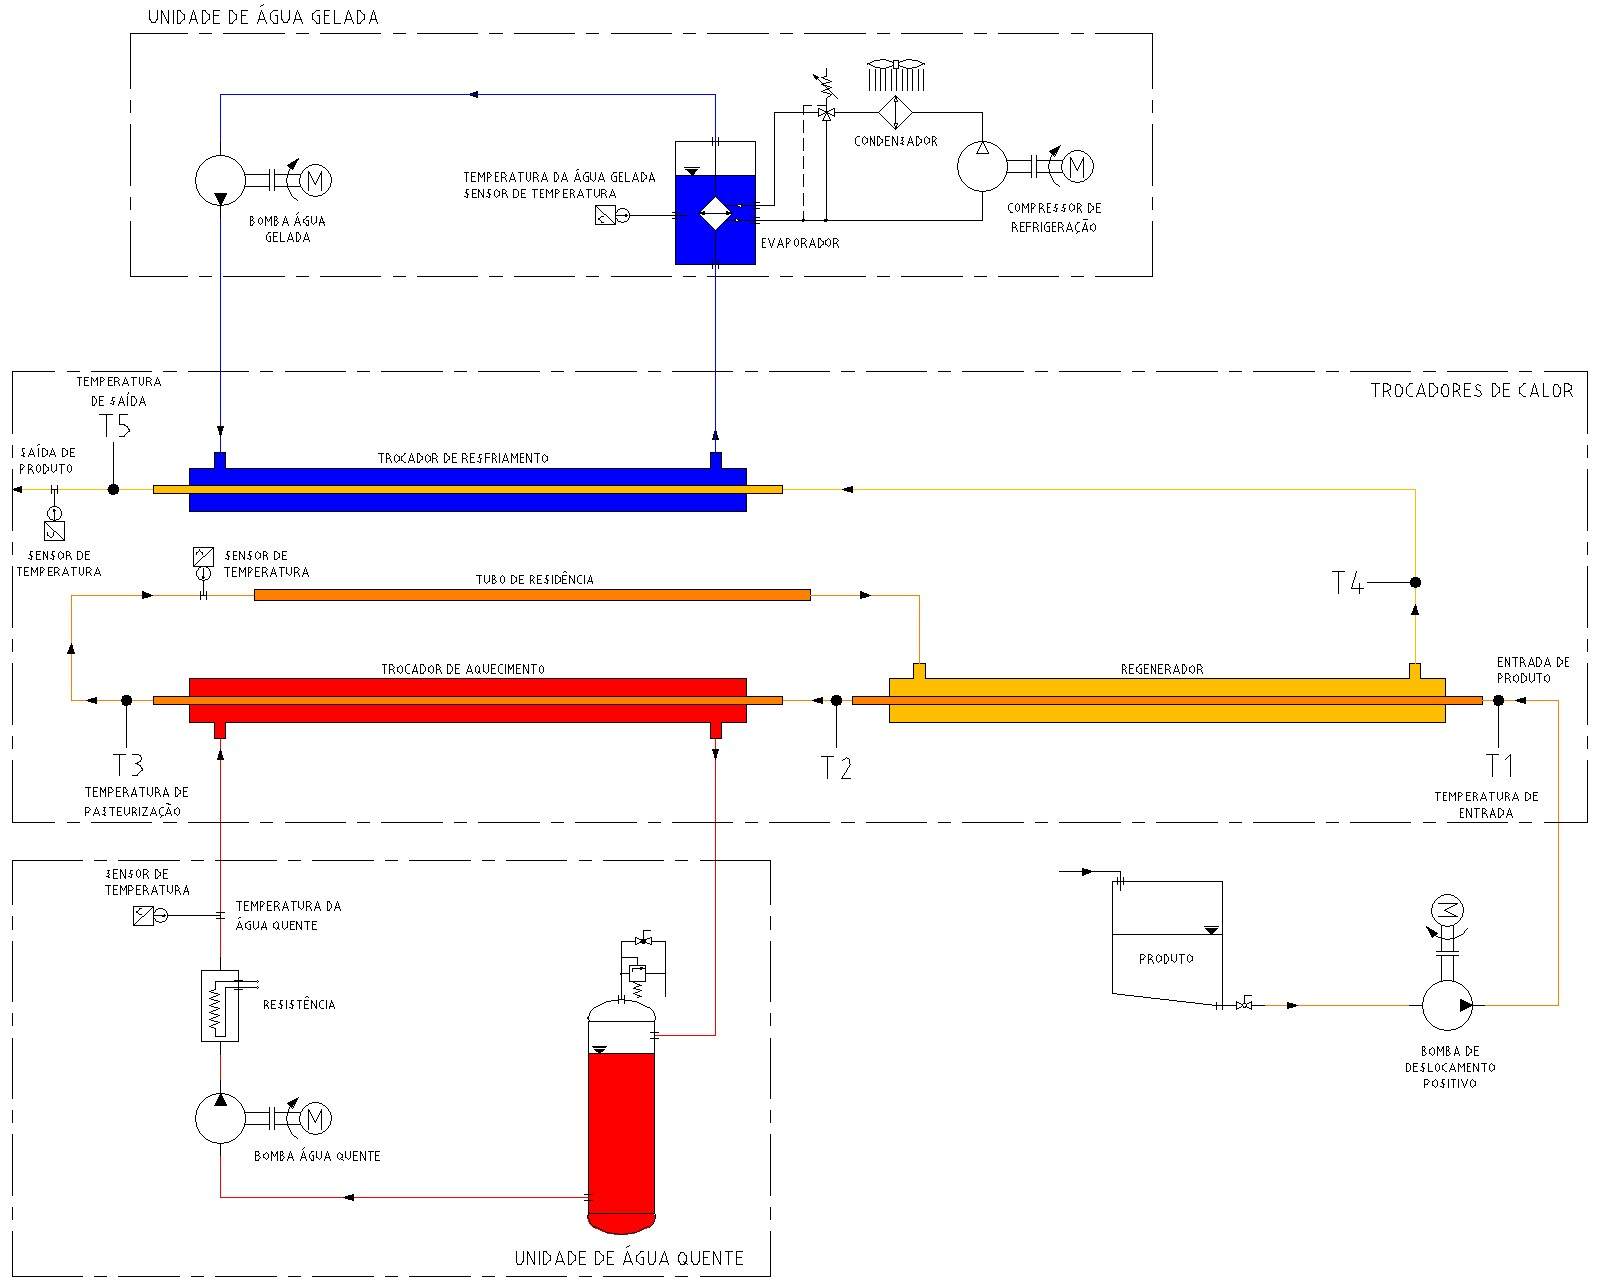 UNIDADE DE ÁGUA GELADA
CONDENSADOR
M
M
TEMPERATURA DA ÁGUA GELADA
SENSOR DE TEMPERATURA
BOMBA ÁGUA
GELADA
COMPRESSOR DE
REFRIGERAÇÃO
EVAPORADOR
TEMPERATURA
DE SAÍDA
T5
TROCADORES DE CALOR
SAÍDA DE
PRODUTO
TROCADOR DE RESFRIAMENTO
SENSOR DE
TEMPERATURA
SENSOR DE
TEMPERATURA
TUBO DE RESIDÊNCIA
T4
TROCADOR DE AQUECIMENTO
REGENERADOR
ENTRADA DE
PRODUTO
T3
T2
T1
TEMPERATURA DE
PASTEURIZAÇÃO
TEMPERATURA DE
ENTRADA
SENSOR DE
TEMPERATURA
TEMPERATURA DA
ÁGUA QUENTE
M
PRODUTO
RESISTÊNCIA
BOMBA DE
DESLOCAMENTO
POSITIVO
M
BOMBA ÁGUA QUENTE
UNIDADE DE ÁGUA QUENTE